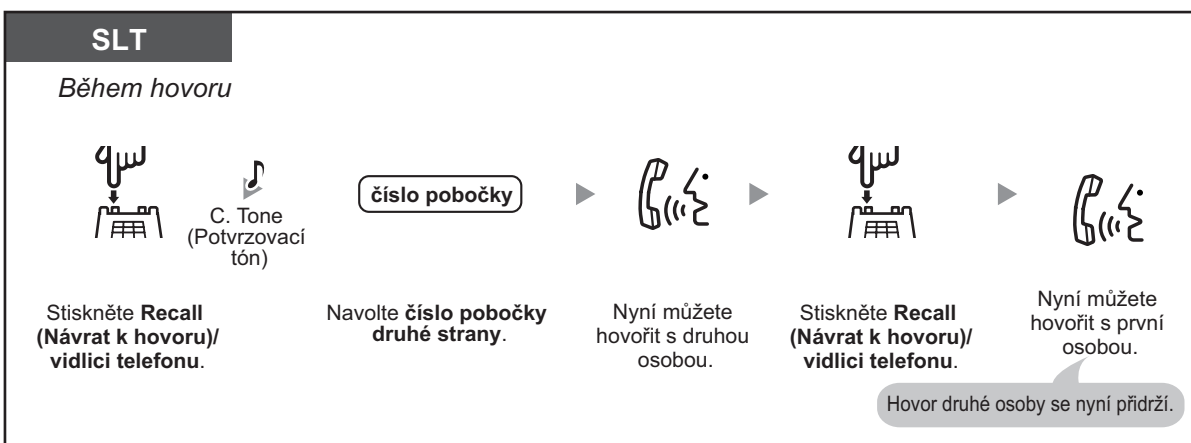 SLT
Během hovoru
C. Tone
(Potvrzovací
tón)
číslo pobočky
Stiskněte Recall
(Návrat k hovoru)/
vidlici telefonu.
Navolte číslo pobočky
druhé strany.
Nyní můžete
hovořit s druhou
osobou.
Stiskněte Recall
(Návrat k hovoru)/
vidlici telefonu.
Nyní můžete
hovořit s první
osobou.
Hovor druhé osoby se nyní přidrží.